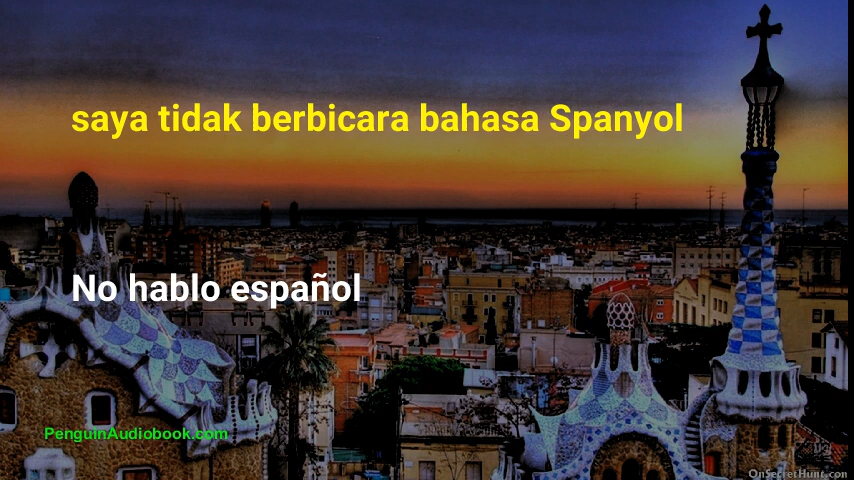 saya tidak berbicara bahasa Spanyol
No hablo español
PenguinAudiobook.com
OnSecretHunt.com